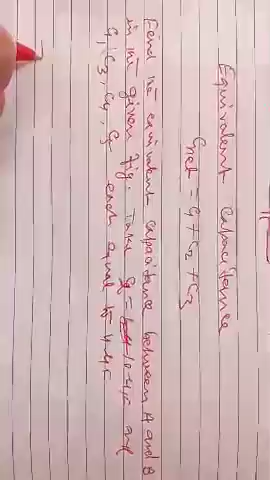 Equivalent capacitance
Cnet = C1 + C2 + C3
Find the equivalent capacitance between A and B
in the given fig. Take C2 = 10 µF and
C1, C3, C4, C5 each equal to 4 µF